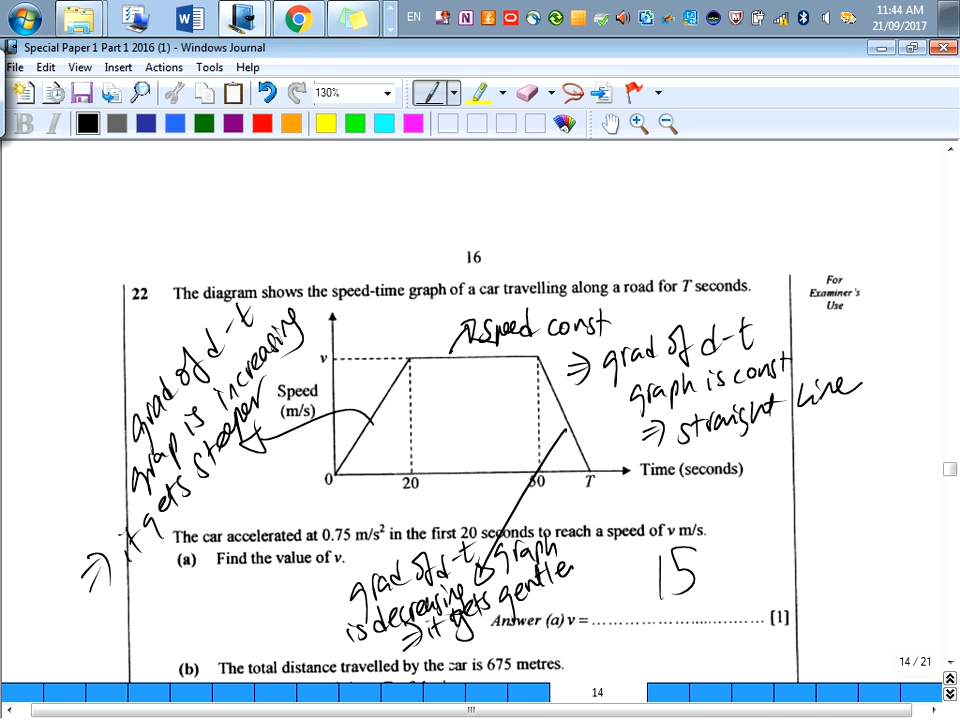 EN
11:44 AM
21/09/2017
Special Paper 1 Part 1 2016 (1) - Windows Journal
File Edit View Insert Actions Tools Help
130%
B I
16
22 The diagram shows the speed-time graph of a car travelling along a road for T seconds.
For
Examiner's
Use
speed const
v
Speed
(m/s)
0
20
50
T
Time (seconds)
grad of d-t
grap is increasing
⇒ it gets steeper
⇒ grad of d-t
graph is const
⇒ straight line
The car accelerated at 0.75 m/s² in the first 20 seconds to reach a speed of v m/s.
(a) Find the value of v.
grad of d-t graph
is decreasing
⇒ it gets gentler
15
Answer (a) v = ........................... [1]
(b) The total distance travelled by the car is 675 metres.
14 / 21
14